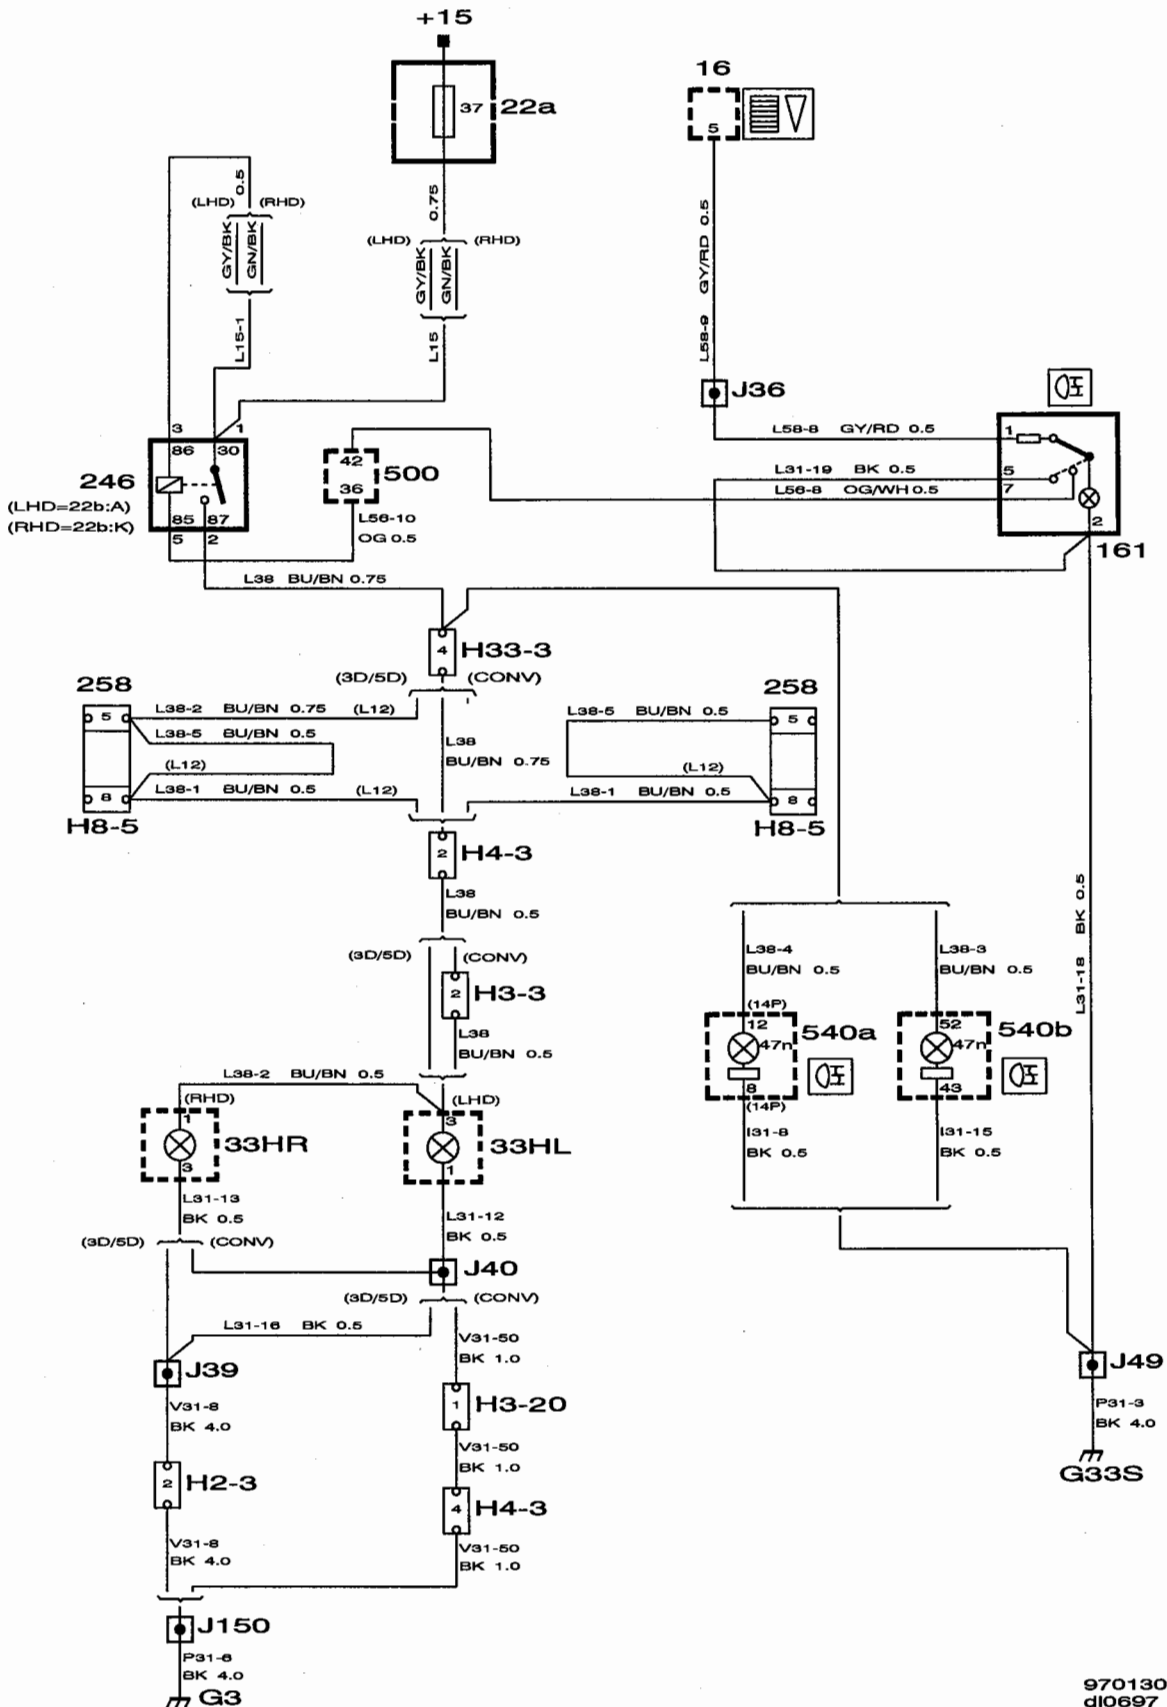 +15
16
37
22a
5
0.5
(LHD) (RHD)
GY/BK
GN/BK
L15-1
0.75
(LHD) (RHD)
GY/BK
GN/BK
L15
L58-9 GY/RD 0.5
J36
3 1
86 30
246
(LHD=22b:A)
(RHD=22b:K)
85 87
5 2
42
500
36
L56-10
OG 0.5
L58-8 GY/RD 0.5
1
L31-19 BK 0.5
5
L56-8 OG/WH 0.5
7
2
161
L38 BU/BN 0.75
4
H33-3
(3D/5D) (CONV)
258
5
L38-2 BU/BN 0.75 (L12)
L38-5 BU/BN 0.5
(L12)
L38-1 BU/BN 0.5 (L12)
8
H8-5
L38
BU/BN 0.75
258
L38-5 BU/BN 0.5
5
(L12)
L38-1 BU/BN 0.5
8
H8-5
2
H4-3
L38
BU/BN 0.5
(3D/5D) (CONV)
2
H3-3
L38
BU/BN 0.5
L31-18 BK 0.5
L38-4
BU/BN 0.5
L38-3
BU/BN 0.5
(14P)
12
47n
540a
8
(14P)
52
47n
540b
43
I31-8
BK 0.5
I31-15
BK 0.5
L38-2 BU/BN 0.5
(RHD)
1
33HR
3
(LHD)
3
33HL
1
L31-13
BK 0.5
L31-12
BK 0.5
(3D/5D) (CONV)
J40
(3D/5D) (CONV)
L31-16 BK 0.5
V31-50
BK 1.0
J39
J49
V31-8
BK 4.0
1
H3-20
P31-3
BK 4.0
V31-50
BK 1.0
G33S
2
H2-3
4
H4-3
V31-8
BK 4.0
V31-50
BK 1.0
J150
P31-6
BK 4.0
G3
970130
dl0697